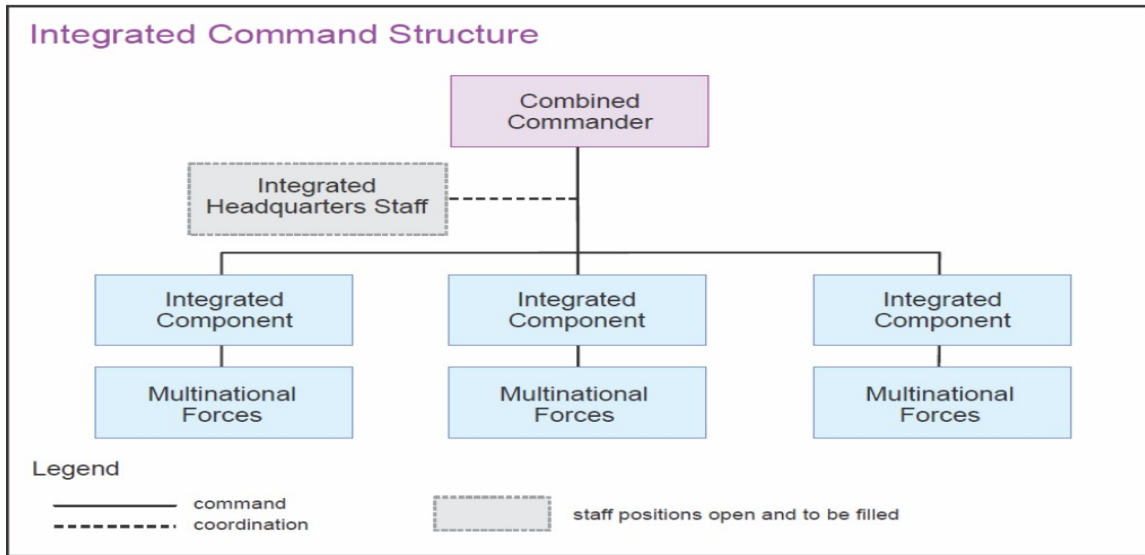 Integrated Command Structure
Combined
Commander
Integrated
Headquarters Staff
Integrated
Component
Integrated
Component
Integrated
Component
Multinational
Forces
Multinational
Forces
Multinational
Forces
Legend
command
coordination
staff positions open and to be filled